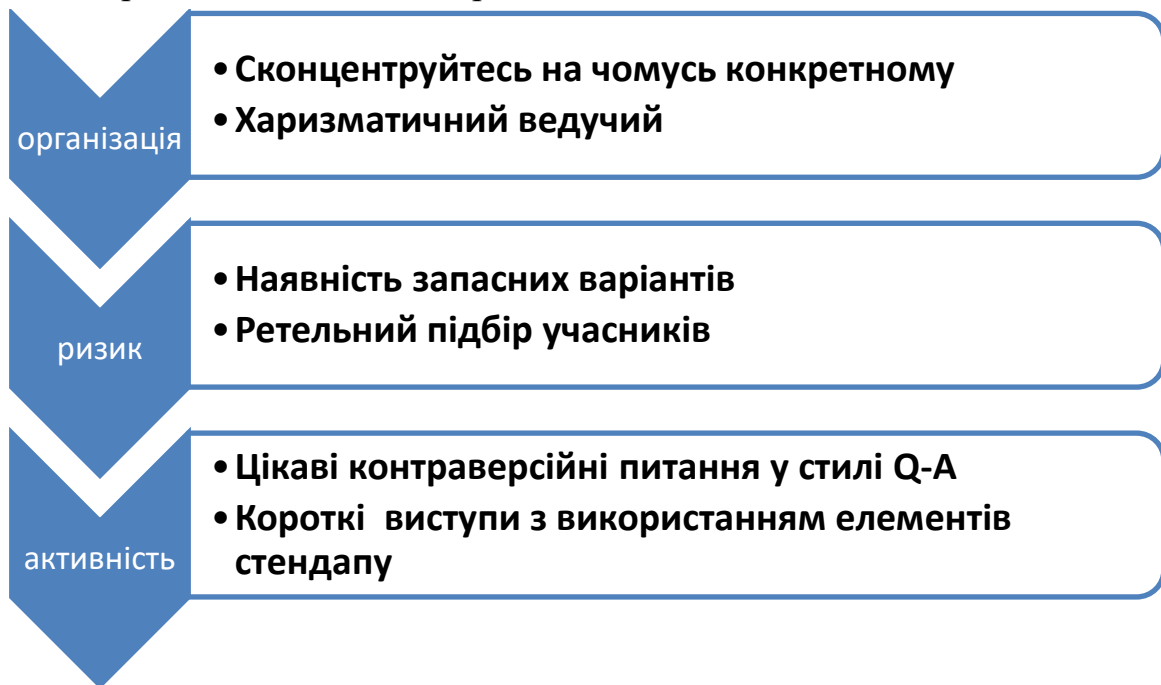 • Сконцентруйтесь на чомусь конкретному
• Харизматичний ведучий
організація
• Наявність запасних варіантів
• Ретельний підбір учасників
ризик
• Цікаві контраверсійні питання у стилі Q-A
• Короткі виступи з використанням елементів
стендапу
активність